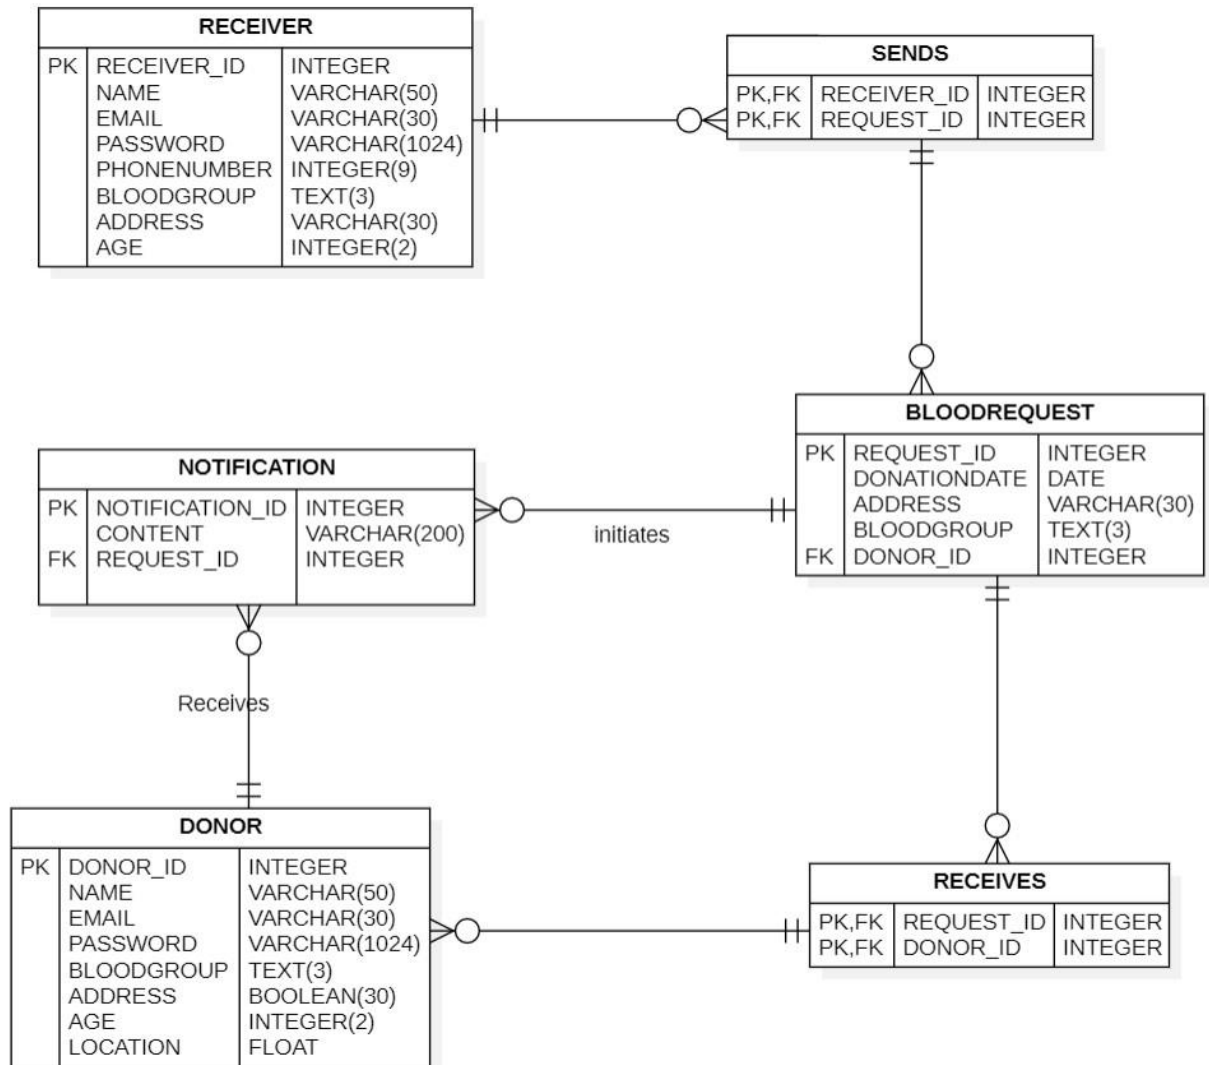 RECEIVER
PK RECEIVER_ID INTEGER
NAME VARCHAR(50)
EMAIL VARCHAR(30)
PASSWORD VARCHAR(1024)
PHONENUMBER INTEGER(9)
BLOODGROUP TEXT(3)
ADDRESS VARCHAR(30)
AGE INTEGER(2)
SENDS
PK,FK RECEIVER_ID INTEGER
PK,FK REQUEST_ID INTEGER
BLOODREQUEST
PK REQUEST_ID INTEGER
DONATIONDATE DATE
ADDRESS VARCHAR(30)
BLOODGROUP TEXT(3)
FK DONOR_ID INTEGER
NOTIFICATION
PK NOTIFICATION_ID INTEGER
CONTENT VARCHAR(200)
FK REQUEST_ID INTEGER
initiates
Receives
DONOR
PK DONOR_ID INTEGER
NAME VARCHAR(50)
EMAIL VARCHAR(30)
PASSWORD VARCHAR(1024)
BLOODGROUP TEXT(3)
ADDRESS BOOLEAN(30)
AGE INTEGER(2)
LOCATION FLOAT
RECEIVES
PK,FK REQUEST_ID INTEGER
PK,FK DONOR_ID INTEGER